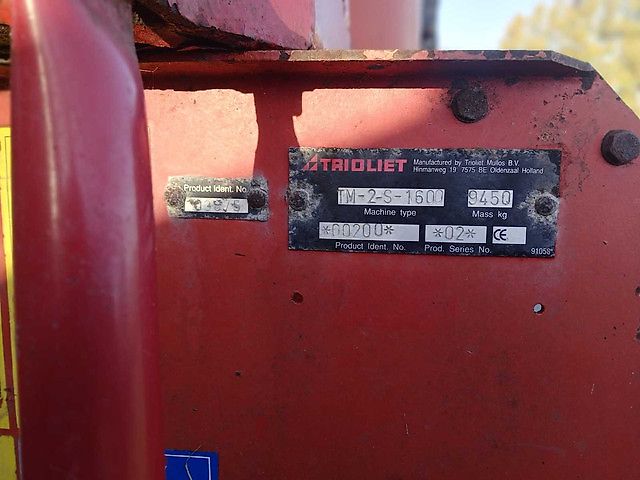 TRIOLIET
Manufactured by Trioliet Mullos B.V.
Hinmanweg 19 7575 BE Oldenzaal Holland
TM-2-S-1600 9450
Machine type Mass kg
*00200* *02* CE
Product Ident. No. Prod. Series No. 91058
Product Ident. No.